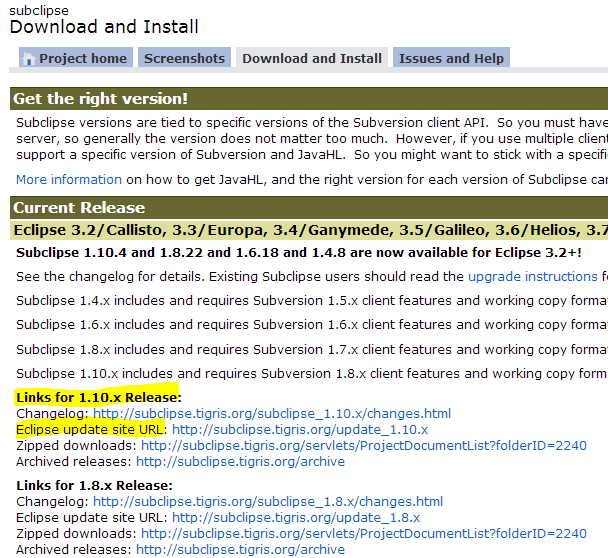 subclipse
Download and Install
Project home Screenshots Download and Install Issues and Help
Get the right version!
Subclipse versions are tied to specific versions of the Subversion client API.  So you must have
server, so generally the version does not matter too much.  However, if you use multiple client
support a specific version of Subversion and JavaHL.  So you might want to stick with a specifi
More information on how to get JavaHL, and the right version for each version of Subclipse car
Current Release
Eclipse 3.2/Callisto, 3.3/Europa, 3.4/Ganymede, 3.5/Galileo, 3.6/Helios, 3.7
Subclipse 1.10.4 and 1.8.22 and 1.6.18 and 1.4.8 are now available for Eclipse 3.2+!
See the changelog for details. Existing Subclipse users should read the upgrade instructions f
Subclipse 1.4.x includes and requires Subversion 1.5.x client features and working copy forma
Subclipse 1.6.x includes and requires Subversion 1.6.x client features and working copy forma
Subclipse 1.8.x includes and requires Subversion 1.7.x client features and working copy forma
Subclipse 1.10.x includes and requires Subversion 1.8.x client features and working copy form
Links for 1.10.x Release:
Changelog: http://subclipse.tigris.org/subclipse_1.10.x/changes.html
Eclipse update site URL: http://subclipse.tigris.org/update_1.10.x
Zipped downloads: http://subclipse.tigris.org/servlets/ProjectDocumentList?folderID=2240
Archived releases: http://subclipse.tigris.org/archive
Links for 1.8.x Release:
Changelog: http://subclipse.tigris.org/subclipse_1.8.x/changes.html
Eclipse update site URL: http://subclipse.tigris.org/update_1.8.x
Zipped downloads: http://subclipse.tigris.org/servlets/ProjectDocumentList?folderID=2240
Archived releases: http://subclipse.tigris.org/archive